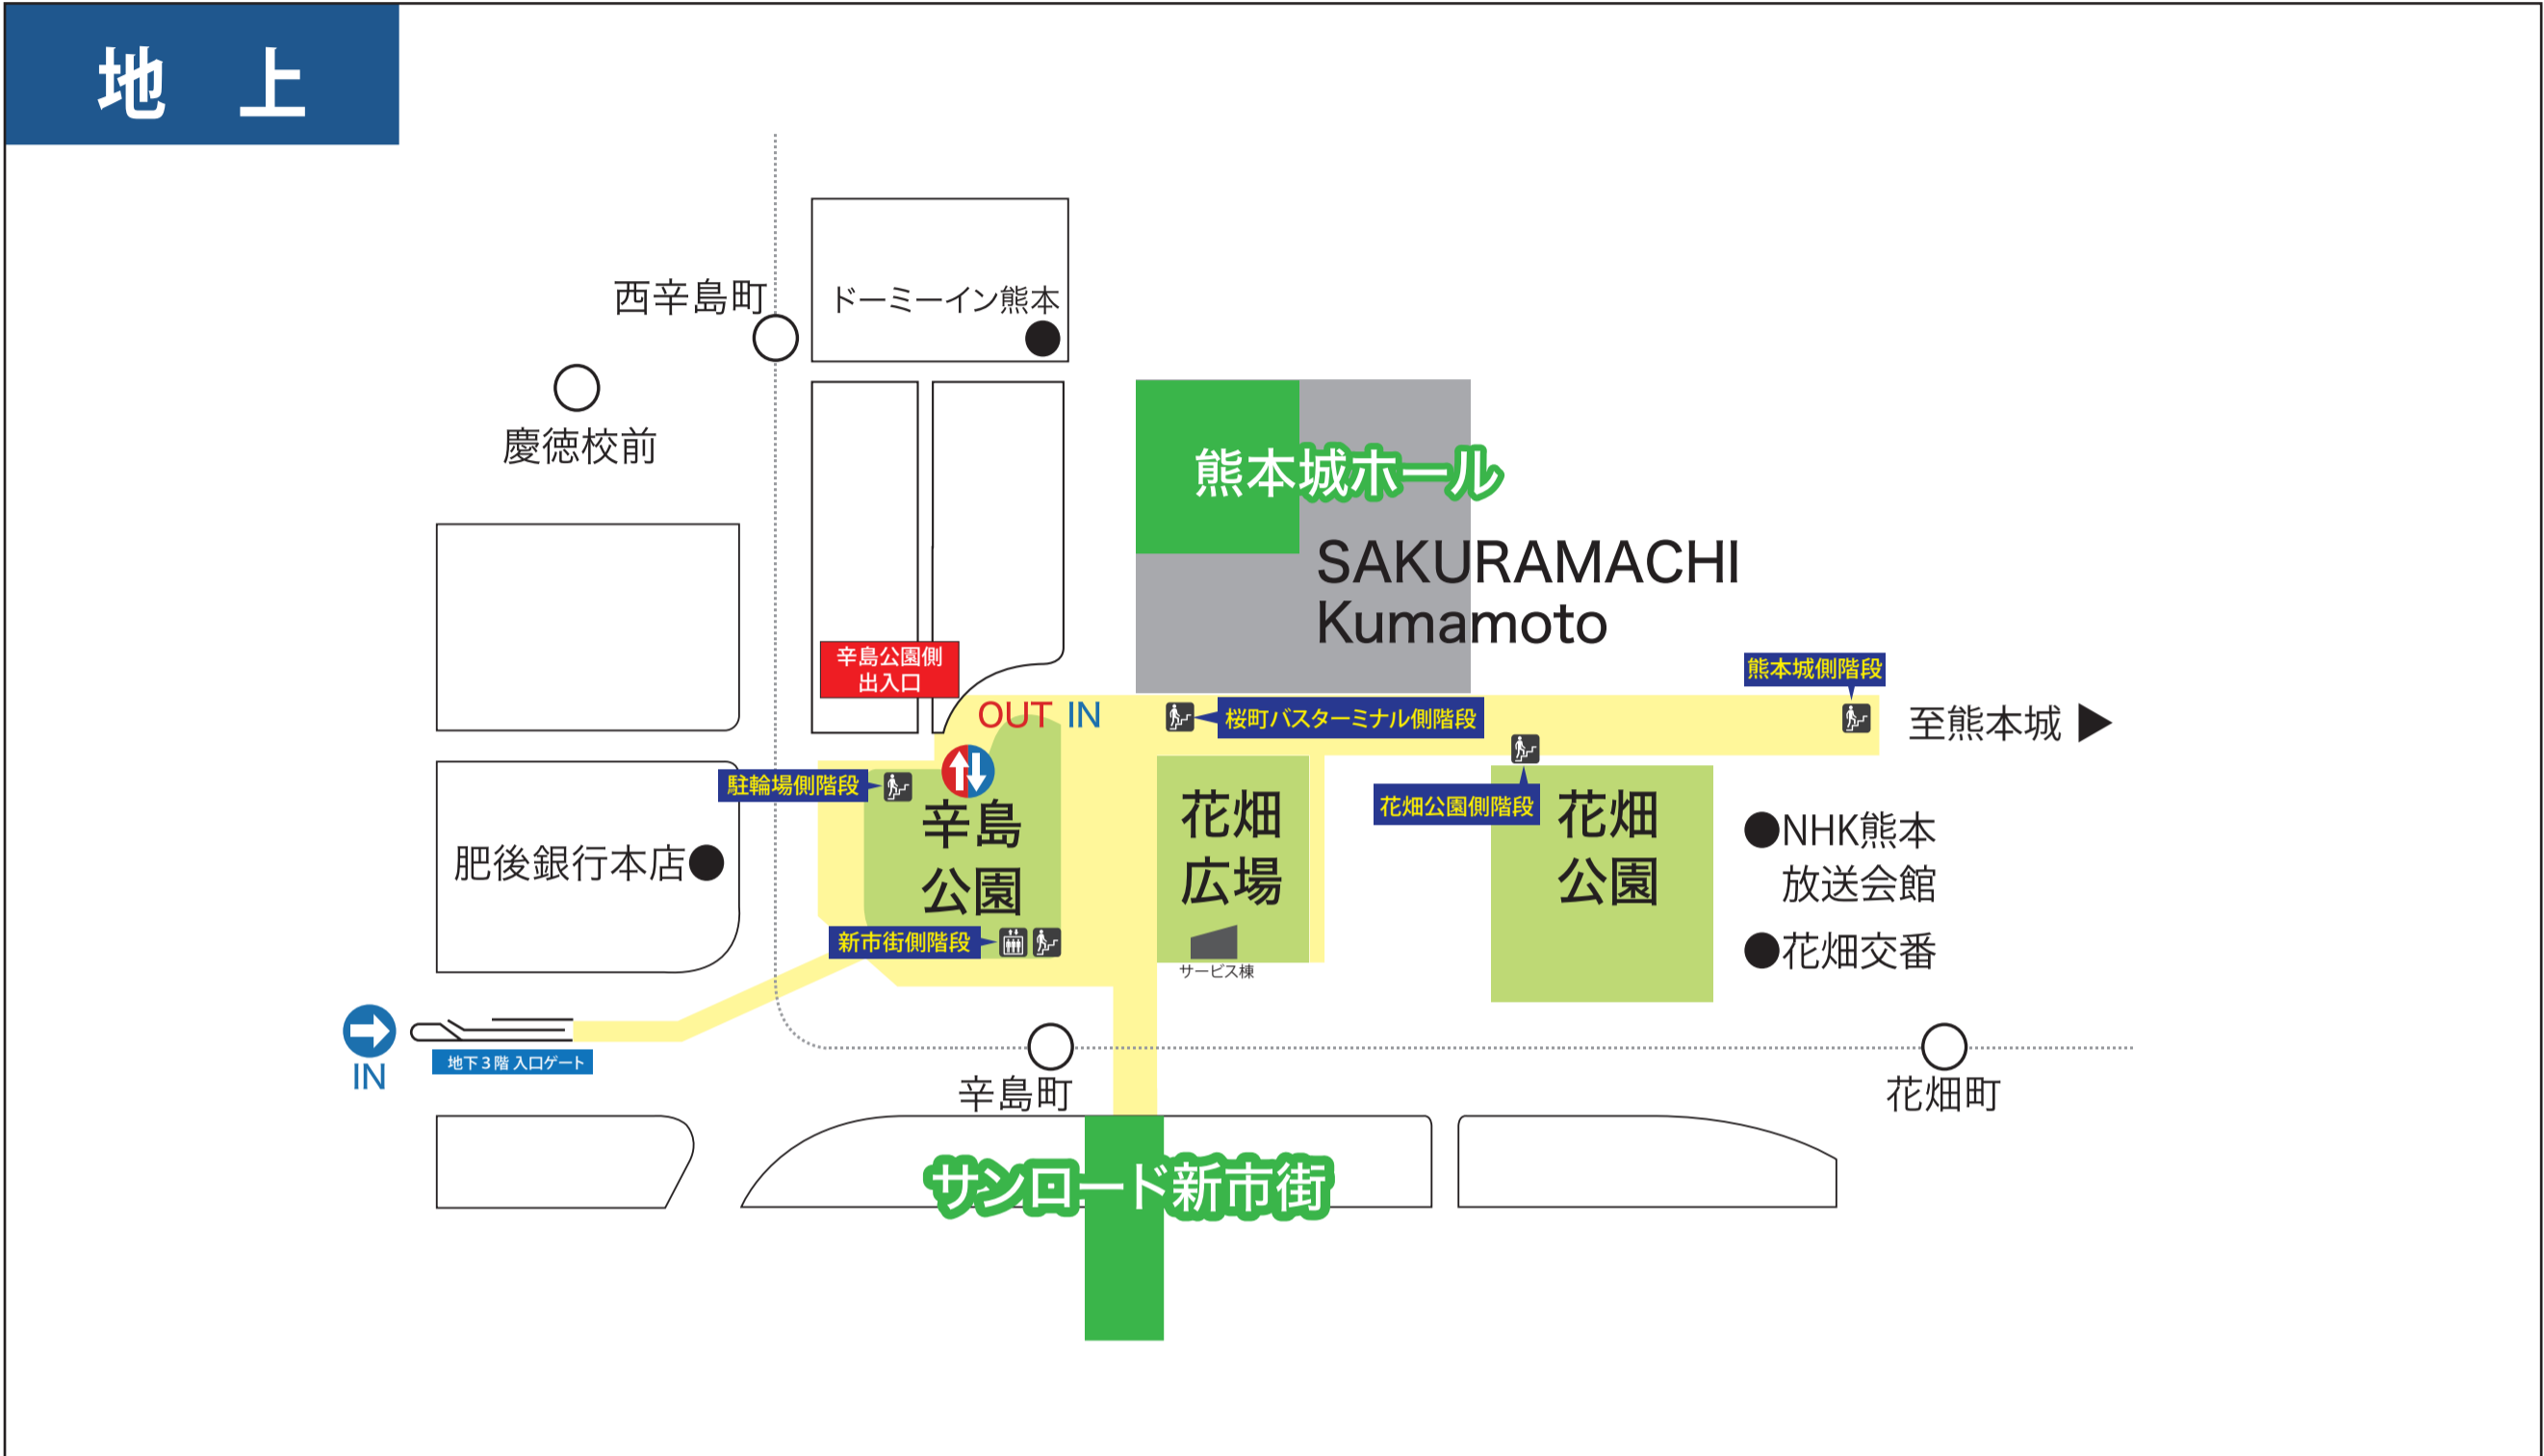 地 上
西辛島町
ドーミーイン熊本
慶徳校前
熊本城ホール
SAKURAMACHI
Kumamoto
辛島公園側
出入口
OUT IN
桜町バスターミナル側階段
熊本城側階段
至熊本城
駐輪場側階段
花畑公園側階段
辛島
公園
花畑
広場
花畑
公園
NHK熊本
放送会館
肥後銀行本店
新市街側階段
サービス棟
花畑交番
IN
地下3階 入口ゲート
辛島町
花畑町
サンロード新市街